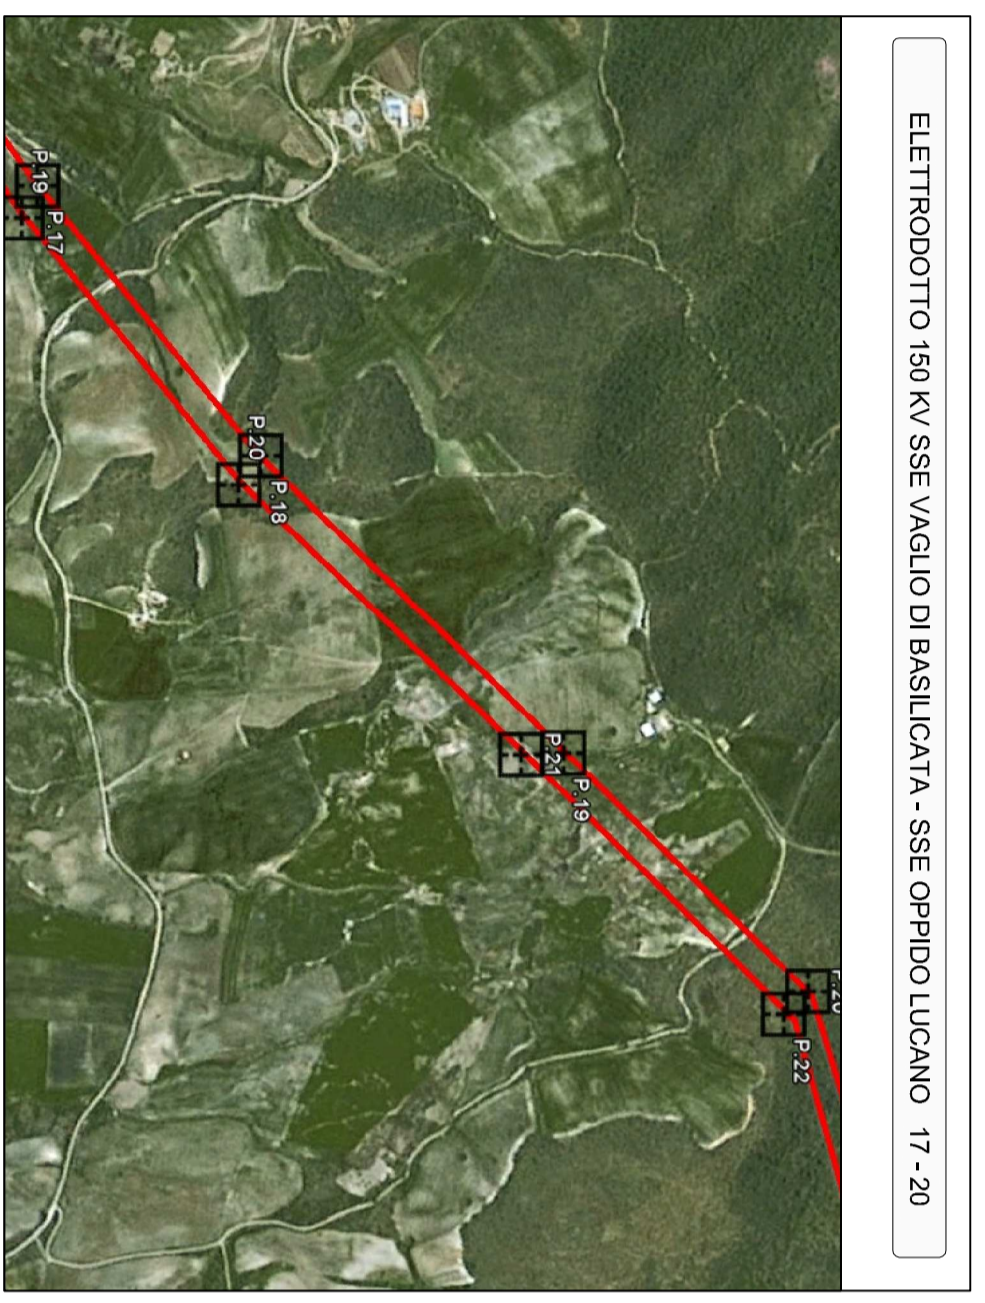 ELETTRODOTTO 150 KV SSE VAGLIO DI BASILICATA - SSE OPPIDO LUCANO 17 - 20
P.19
P.17
P.20
P.18
P.21
P.19
P.20
P.22